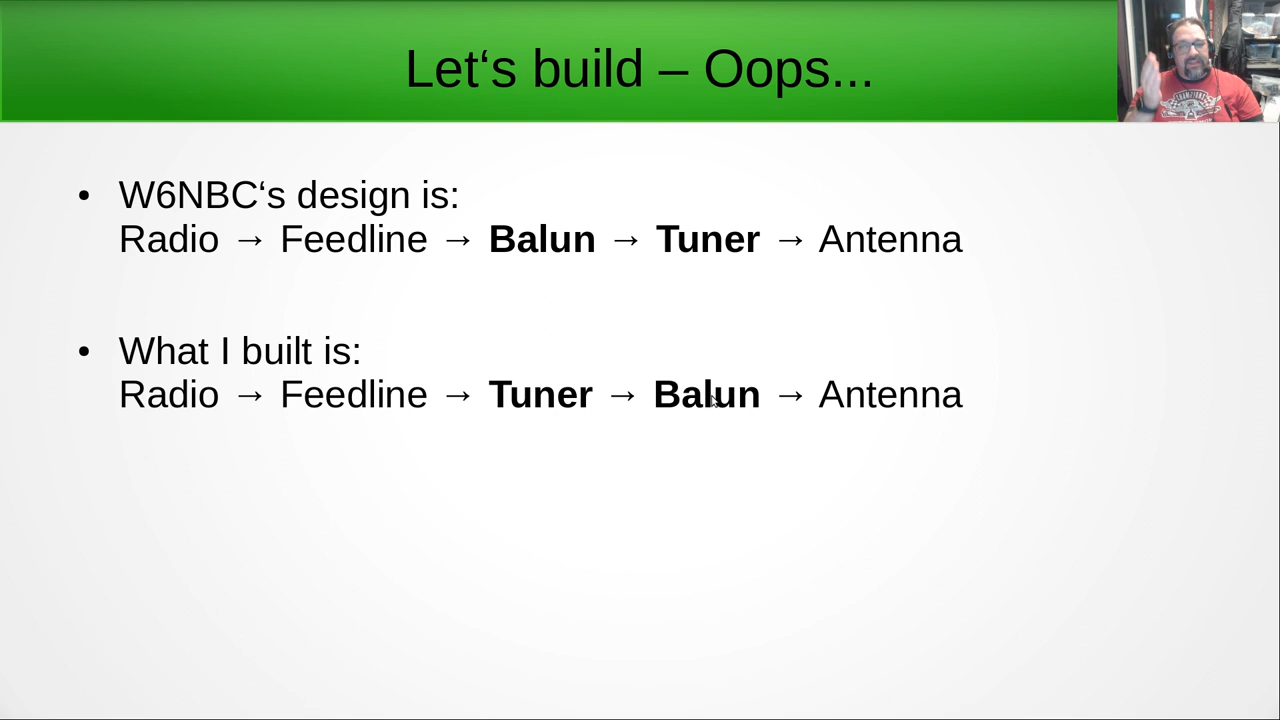 Let‘s build – Oops...
• W6NBC‘s design is:
Radio → Feedline → Balun → Tuner → Antenna
• What I built is:
Radio → Feedline → Tuner → Balun → Antenna